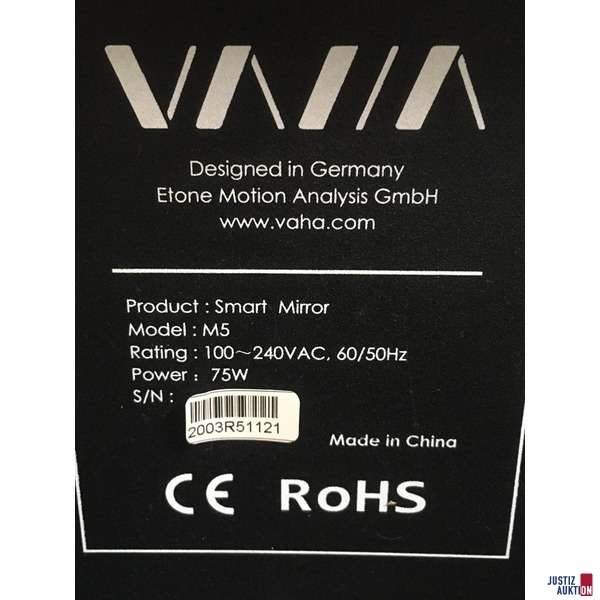 VAHA
Designed in Germany
Etone Motion Analysis GmbH
www.vaha.com
Product : Smart Mirror
Model : M5
Rating : 100～240VAC, 60/50Hz
Power : 75W
S/N :
2003R51121
Made in China
CE RoHS
JUSTIZ
AUKTION